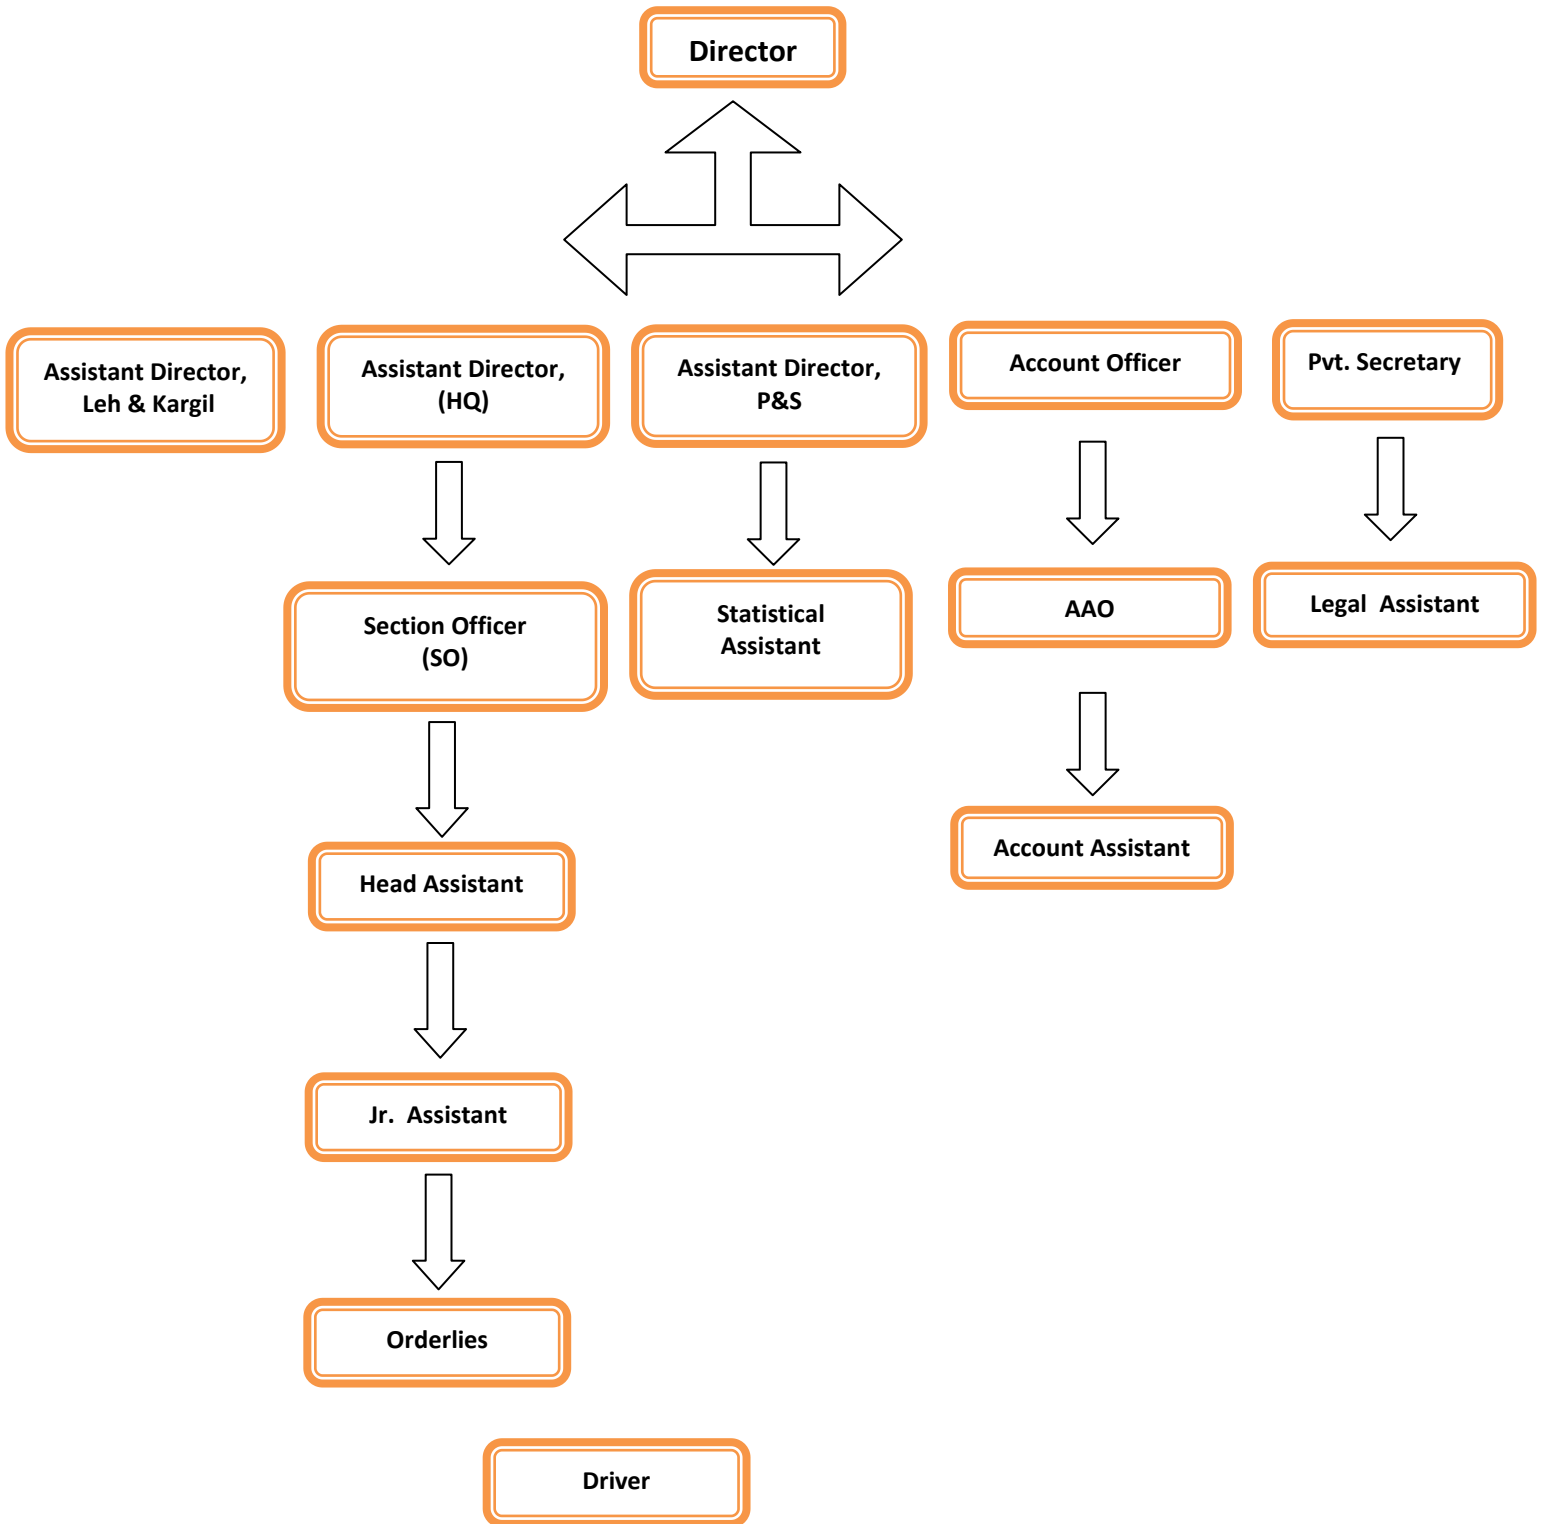 Director
Assistant Director,
Leh & Kargil
Assistant Director,
(HQ)
Assistant Director,
P&S
Account Officer
Pvt. Secretary
Section Officer
(SO)
Statistical
Assistant
AAO
Legal  Assistant
Head Assistant
Account Assistant
Jr.  Assistant
Orderlies
Driver